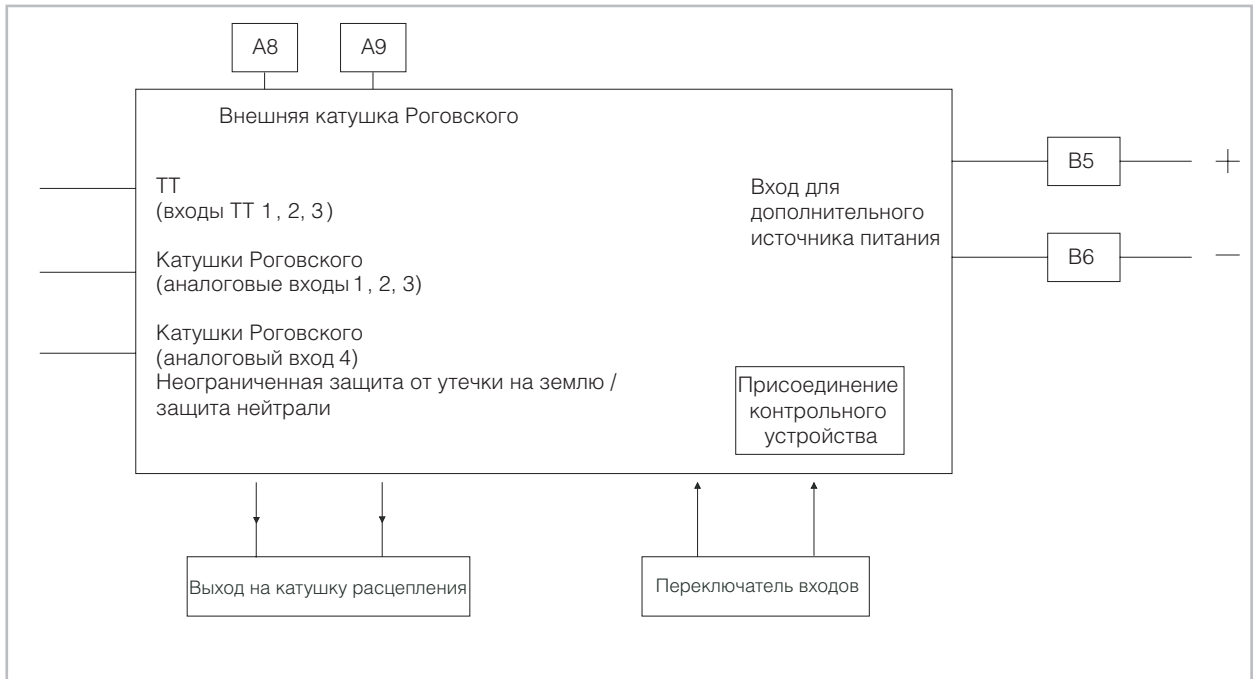 A8
A9
Внешняя катушка Роговского
ТТ
(входы ТТ 1, 2, 3)
Катушки Роговского
(аналоговые входы 1, 2, 3)
Катушки Роговского
(аналоговый вход 4)
Неограниченная защита от утечки на землю /
защита нейтрали
Вход для
дополнительного
источника питания
B5
+
B6
—
Присоединение
контрольного
устройства
Выход на катушку расцепления
Переключатель входов